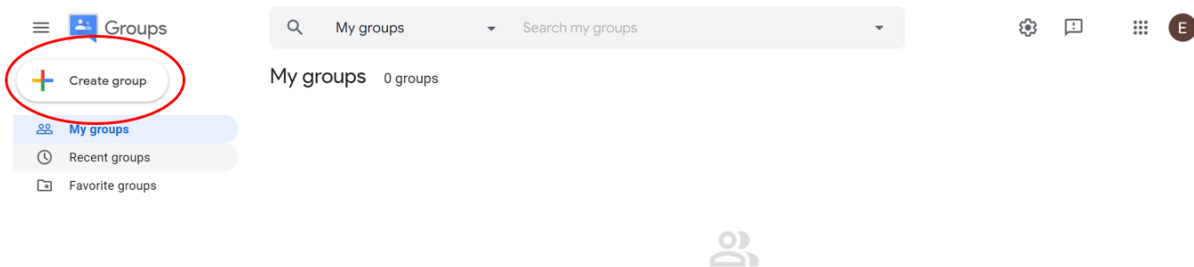 Groups
My groups
Search my groups
E
Create group
My groups 0 groups
My groups
Recent groups
Favorite groups